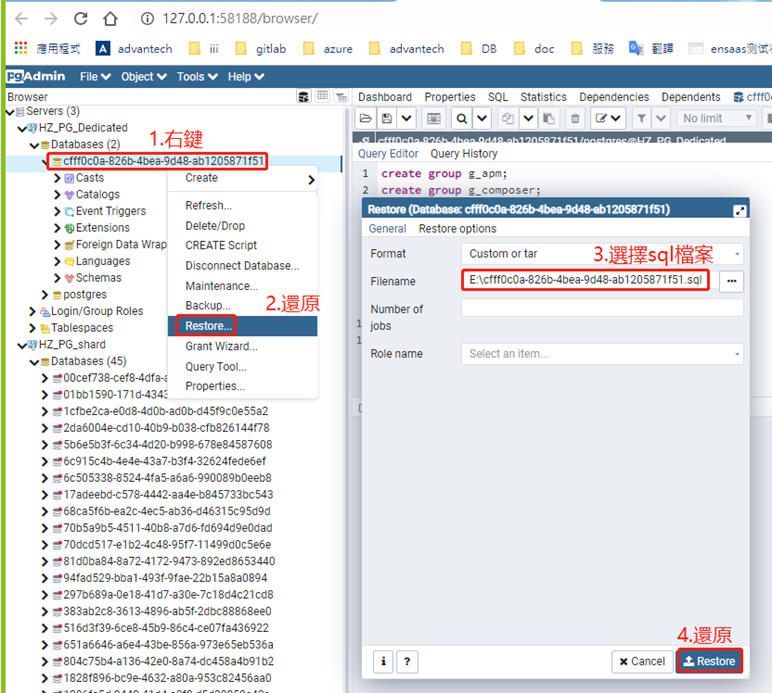 127.0.0.1:58188/browser/
應用程式 advantech iii gitlab azure advantech DB doc 服務 翻譯 ensaas测试
pgAdmin File Object Tools Help
Browser
Dashboard Properties SQL Statistics Dependencies Dependents cfff0
Servers (3)
HZ_PG_Dedicated
Databases (2)
cfff0c0a-826b-4bea-9d48-ab1205871f51
Casts
Catalogs
Event Triggers
Extensions
Foreign Data Wrap
Languages
Schemas
postgres
Login/Group Roles
Tablespaces
HZ_PG_shard
Databases (45)
00cef738-cef8-4dfa-a
01bb1590-171d-4343
1cfbe2ca-e0d8-4d0b-ad0b-d45f9c0e55a2
2da6004e-cd10-40b9-b038-cfb826144f78
5b6e5b3f-6c34-4d20-b998-678e84587608
6c915c4b-4e4e-43a7-b3f4-32624fede6ef
6c505338-8524-4fa5-a6a6-990089b0eeb8
17adeebd-c578-4442-aa4e-b845733bc543
68ca5f6b-ea2c-4ec5-ab36-d46315c95d9d
70b5a9b5-4511-40b8-a7d6-fd694d9e0dad
70dcd517-e1b2-4c48-95f7-11499d0c5e6e
81d0ba84-8a72-4172-9473-892ed8653440
94fad529-bba1-493f-9fae-22b15a8a0894
297b689a-0e18-41d7-a30e-7c18d4c21cd8
383ab2c8-3613-4896-ab5f-2dbc88868ee0
516d3f39-6ce8-45b9-86c4-ce07fa436922
651a6646-a6e4-43be-856a-973e65eb536a
804c75b4-a136-42e0-8a74-dc458a4b91b2
1828f896-bc9e-4632-a80a-953c82456aa0
1.右鍵
Create
Refresh...
Delete/Drop
CREATE Script
Disconnect Database...
Maintenance...
Backup...
2.還原
Restore...
Grant Wizard...
Query Tool...
Properties...
No limit
cfff0c0a-826b-4bea-9d48-ab1205871f51/postgres@HZ_PG_Dedicated
Query Editor Query History
1 create group g_apm;
2 create group g_composer;
Restore (Database: cfff0c0a-826b-4bea-9d48-ab1205871f51)
General Restore options
Format Custom or tar
3.選擇sql檔案
Filename E:\cfff0c0a-826b-4bea-9d48-ab1205871f51.sql ...
Number of
jobs
Role name Select an item...
4.還原
i ? Cancel Restore